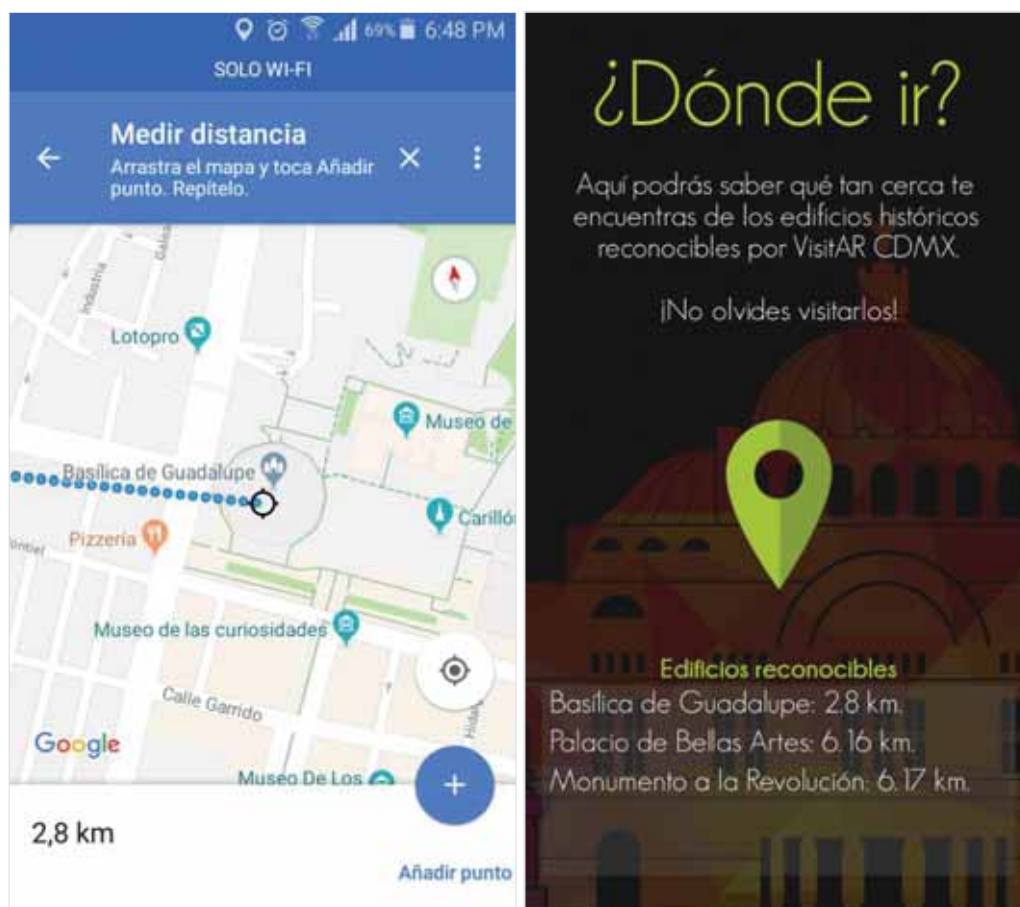 69% 6:48 PM
SOLO WI-FI
Medir distancia
Arrastra el mapa y toca Añadir
punto. Repítelo.
Industria
Lotopro
Museo de
Basílica de Guadalupe
Carilló
Pizzeria
Museo de las curiosidades
Calle Garrido
Google
Museo De Los
2,8 km
Añadir punto
¿Dónde ir?
Aquí podrás saber qué tan cerca te
encuentras de los edificios históricos
reconocibles por VisitAR CDMX.
¡No olvides visitarlos!
Edificios reconocibles
Basílica de Guadalupe: 2.8 km.
Palacio de Bellas Artes: 6.16 km.
Monumento a la Revolución: 6.17 km.